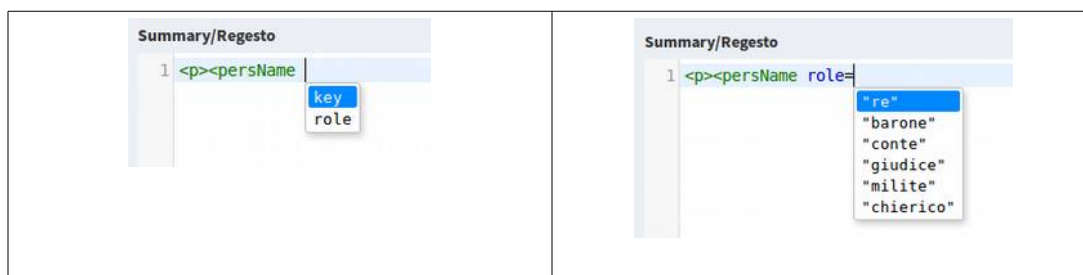 Summary/Regesto
1 <p><persName
key
role
Summary/Regesto
1 <p><persName role=
"re"
"barone"
"conte"
"giudice"
"milite"
"chierico"